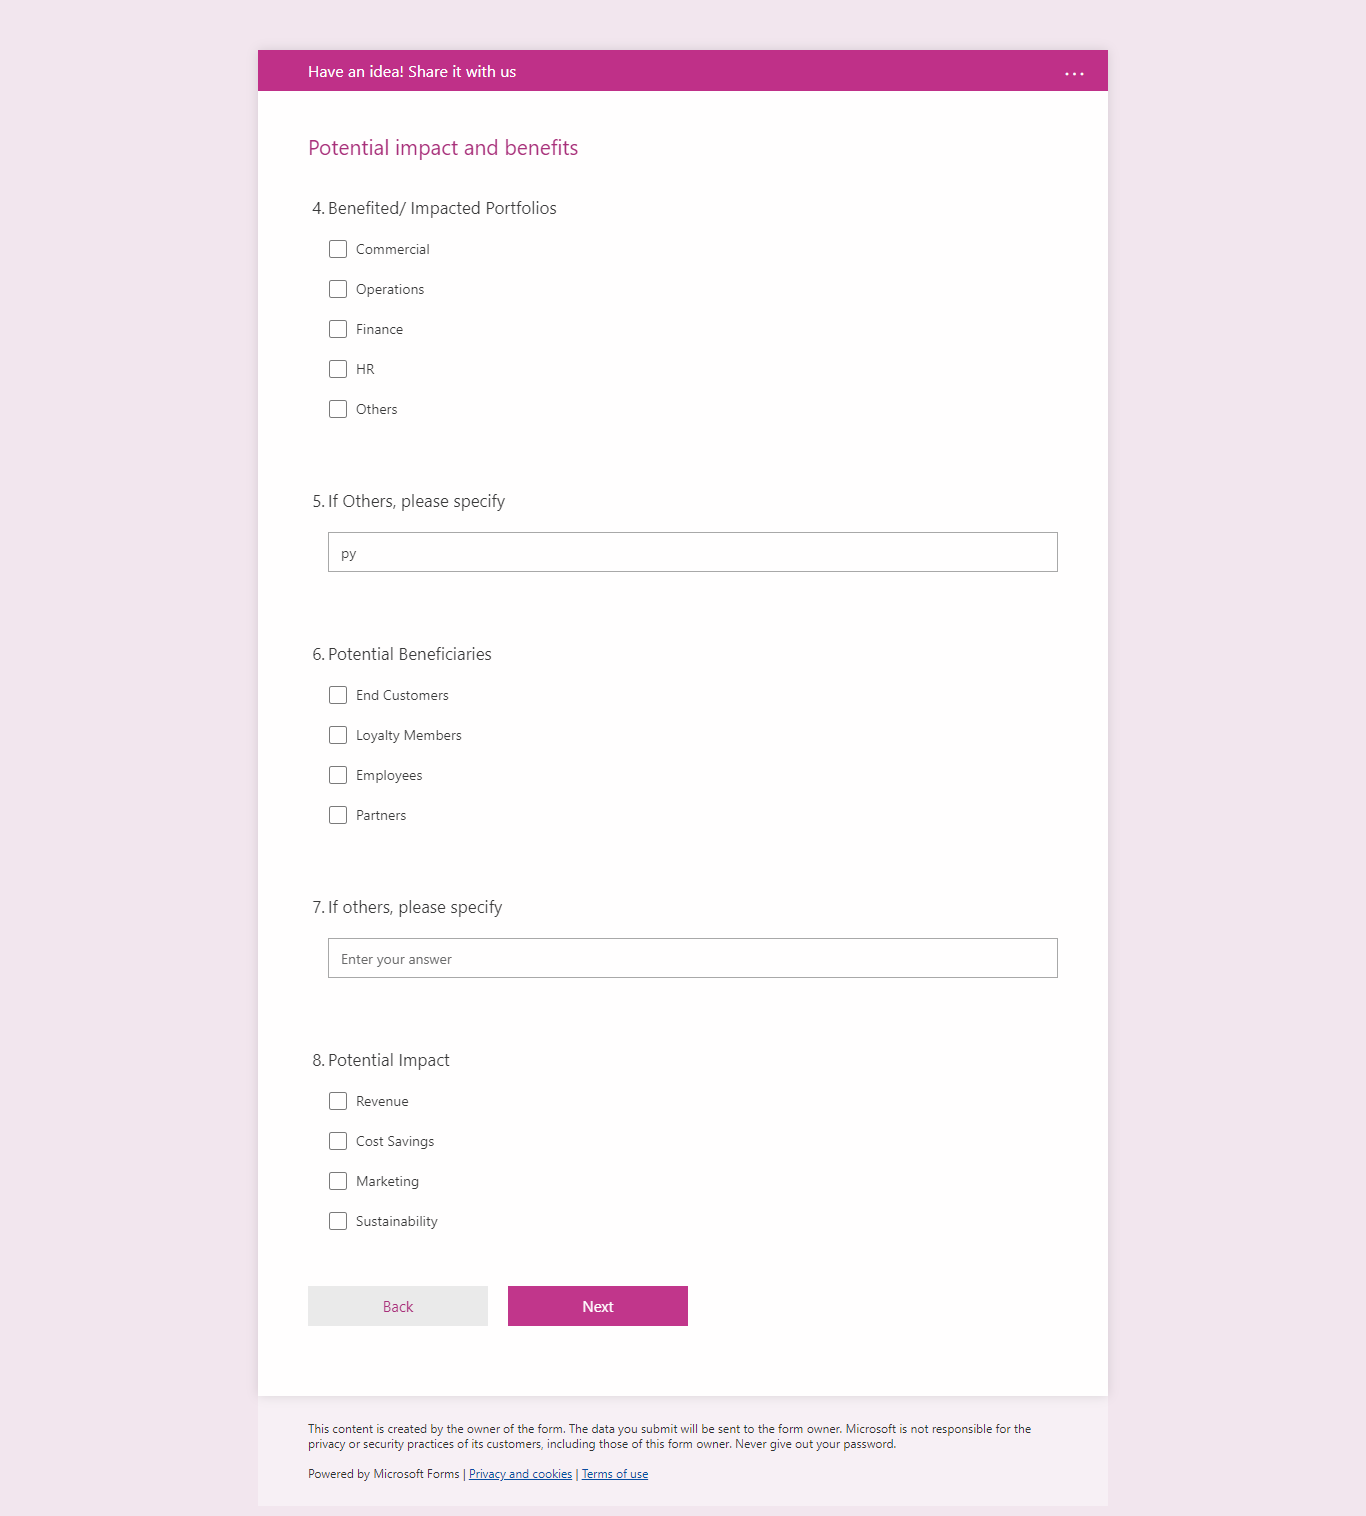 Have an idea! Share it with us
...
Potential impact and benefits
4. Benefited/ Impacted Portfolios
Commercial
Operations
Finance
HR
Others
5. If Others, please specify
py
6. Potential Beneficiaries
End Customers
Loyalty Members
Employees
Partners
7. If others, please specify
Enter your answer
8. Potential Impact
Revenue
Cost Savings
Marketing
Sustainability
Back Next
This content is created by the owner of the form. The data you submit will be sent to the form owner. Microsoft is not responsible for the
privacy or security practices of its customers, including those of this form owner. Never give out your password.
Powered by Microsoft Forms | Privacy and cookies | Terms of use